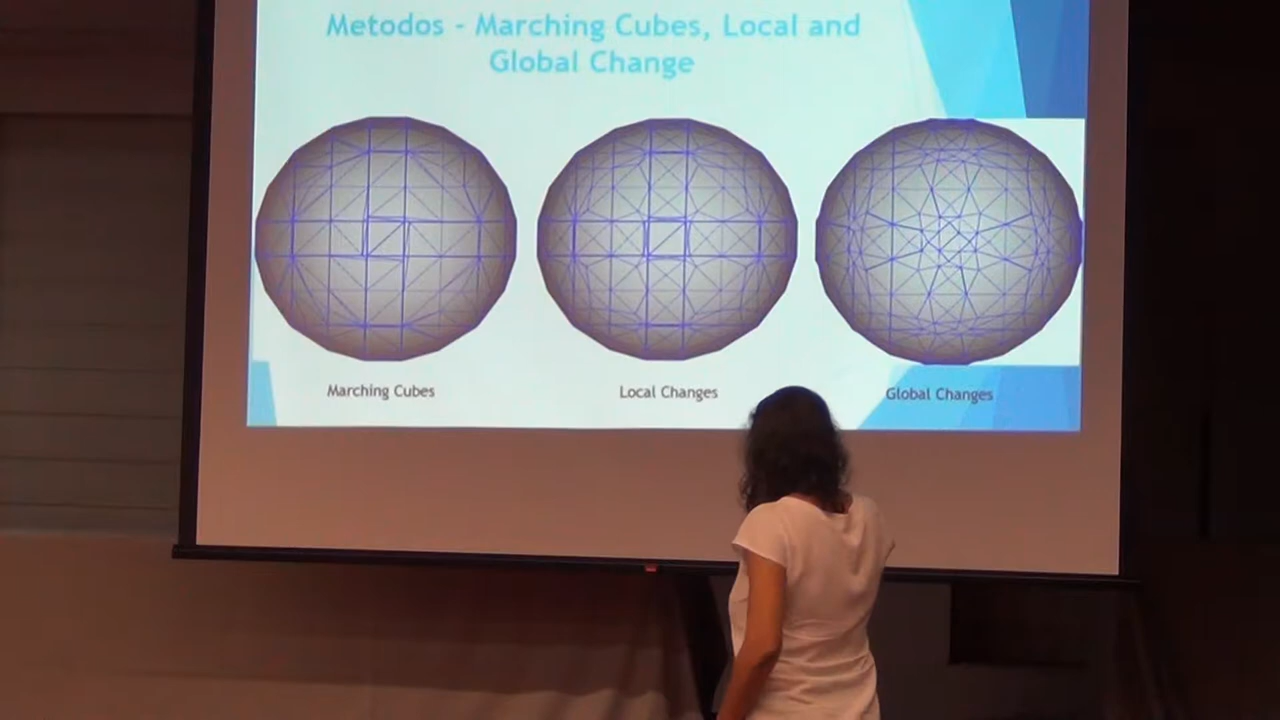 Metodos - Marching Cubes, Local and
Global Change
Marching Cubes
Local Changes
Global Changes